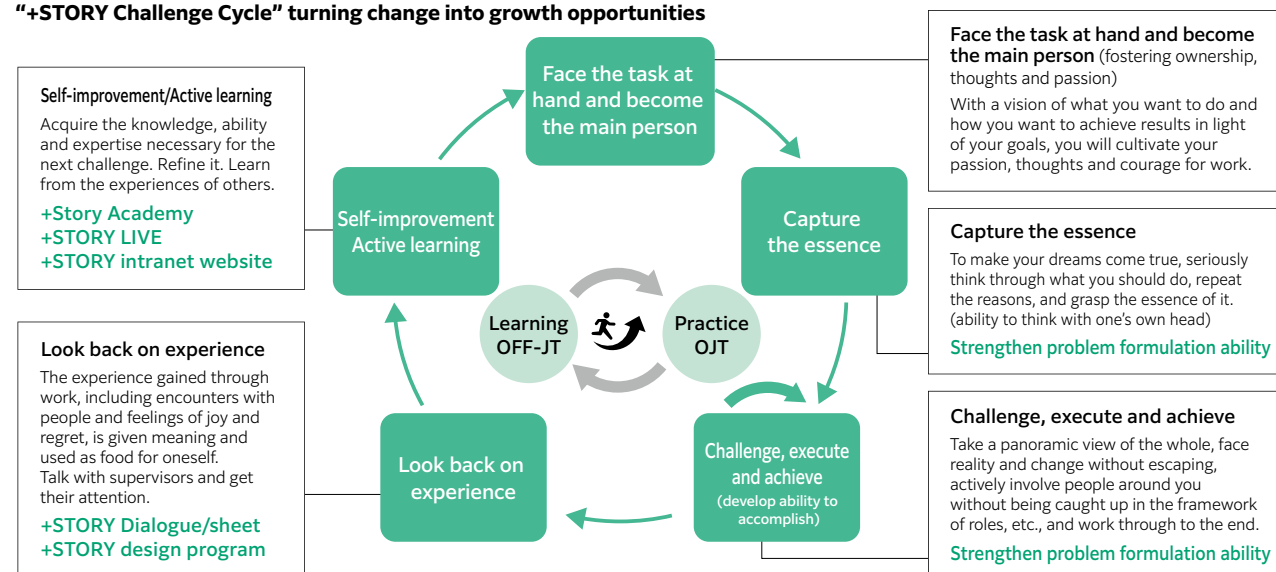 “+STORY Challenge Cycle” turning change into growth opportunities
Self-improvement/Active learning
Acquire the knowledge, ability
and expertise necessary for the
next challenge. Refine it. Learn
from the experiences of others.
+Story Academy
+STORY LIVE
+STORY intranet website
Look back on experience
The experience gained through
work, including encounters with
people and feelings of joy and
regret, is given meaning and
used as food for oneself.
Talk with supervisors and get
their attention.
+STORY Dialogue/sheet
+STORY design program
Face the task at
hand and become
the main person
Capture
the essence
Challenge, execute
and achieve
(develop ability to
accomplish)
Look back on
experience
Self-improvement
Active learning
Learning
OFF-JT
Practice
OJT
Face the task at hand and become
the main person (fostering ownership,
thoughts and passion)
With a vision of what you want to do and
how you want to achieve results in light
of your goals, you will cultivate your
passion, thoughts and courage for work.
Capture the essence
To make your dreams come true, seriously
think through what you should do, repeat
the reasons, and grasp the essence of it.
(ability to think with one’s own head)
Strengthen problem formulation ability
Challenge, execute and achieve
Take a panoramic view of the whole, face
reality and change without escaping,
actively involve people around you
without being caught up in the framework
of roles, etc., and work through to the end.
Strengthen problem formulation ability